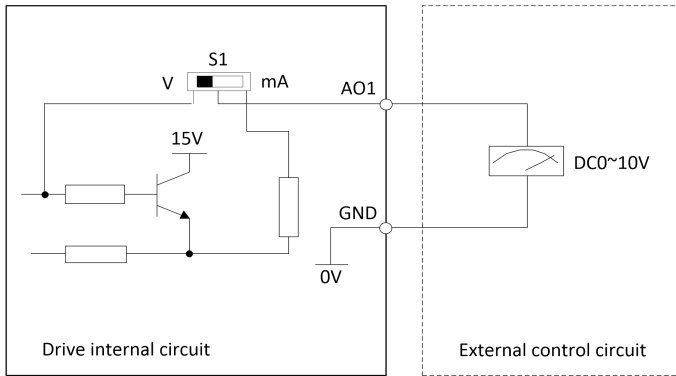 S1
V
mA
AO1
15V
DC0~10V
GND
0V
Drive internal circuit
External control circuit